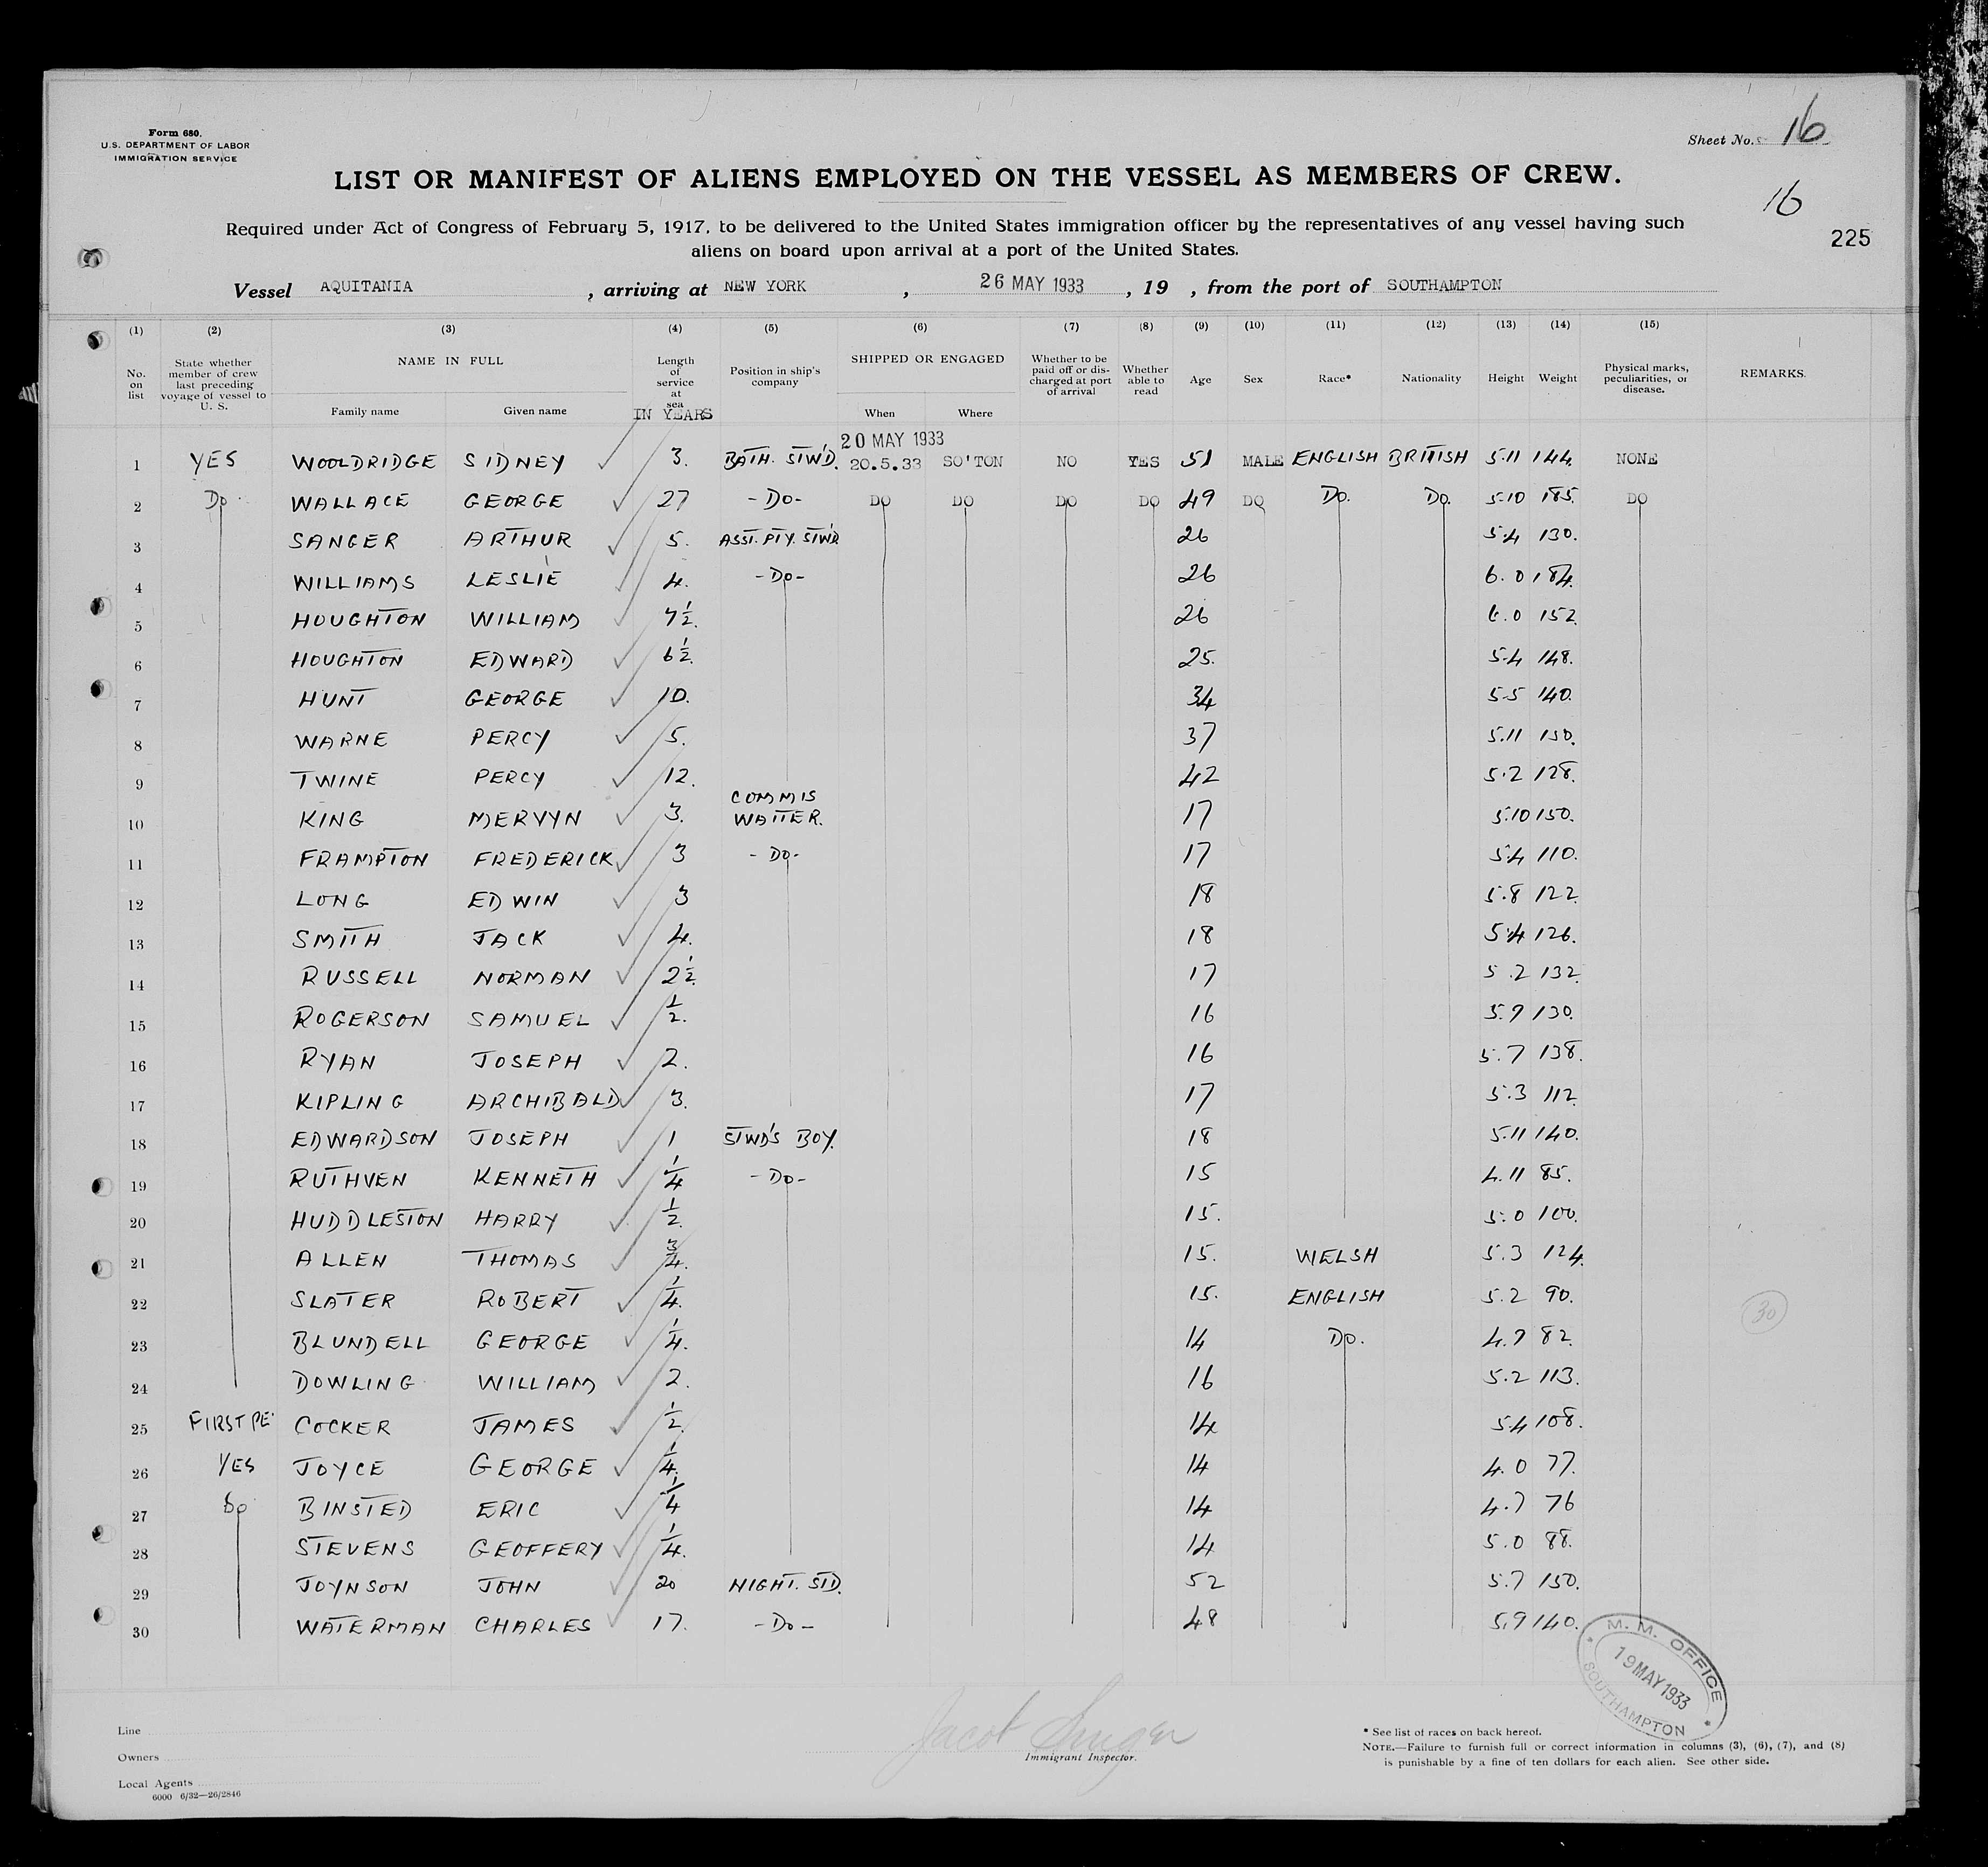 Form 680.
U.S. DEPARTMENT OF LABOR
IMMIGRATION SERVICE
Sheet No. 16
LIST OR MANIFEST OF ALIENS EMPLOYED ON THE VESSEL AS MEMBERS OF CREW.
16
Required under Act of Congress of February 5, 1917, to be delivered to the United States immigration officer by the representatives of any vessel having such
225
aliens on board upon arrival at a port of the United States.
Vessel AQUITANIA , arriving at NEW YORK , 26 MAY 1933 , 19 , from the port of SOUTHAMPTON
(1) (2) (3) (4) (5) (6) (7) (8) (9) (10) (11) (12) (13) (14) (15)
No. on list State whether member of crew last preceding voyage of vessel to U. S. NAME IN FULL Length of service at sea IN YEARS Position in ship's company SHIPPED OR ENGAGED Whether to be paid off or discharged at port of arrival Whether able to read Age Sex Race* Nationality Height Weight Physical marks, peculiarities, or disease. REMARKS.
Family name Given name When Where
20 MAY 1933
1 YES WOOLDRIDGE SIDNEY 3. BATH. STW'D. 20.5.33 SO'TON NO YES 51 MALE ENGLISH BRITISH 5.11 144. NONE
2 Do WALLACE GEORGE 27 -Do- DO DO DO DO 49 DO Do. Do. 5.10 185. DO
3 SANGER ARTHUR 5. ASST. PTY. STW'D 26 5.4 130.
4 WILLIAMS LESLIE 4. -Do- 26 6.0 184.
5 HOUGHTON WILLIAM 7½. 26 6.0 152.
6 HOUGHTON EDWARD 6½. 25. 5.4 148.
7 HUNT GEORGE 10. 34 5.5 140.
8 WARNE PERCY 5. 37 5.11 150.
9 TWINE PERCY 12. 42 5.2 128.
10 KING MERVYN 3. COMMIS WAITER. 17 5.10 150.
11 FRAMPTON FREDERICK 3 -Do- 17 5.4 110.
12 LONG EDWIN 3 18 5.8 122.
13 SMITH JACK 4. 18 5.4 126.
14 RUSSELL NORMAN 2½. 17 5.2 132.
15 ROGERSON SAMUEL ½. 16 5.9 130.
16 RYAN JOSEPH 2. 16 5.7 138.
17 KIPLING ARCHIBALD 3. 17 5.3 112.
18 EDWARDSON JOSEPH 1 STWD'S BOY. 18 5.11 140.
19 RUTHVEN KENNETH ¼ -Do- 15 4.11 85.
20 HUDDLESTON HARRY ½. 15. 5.0 100.
21 ALLEN THOMAS ¾. 15. WELSH 5.3 124.
22 SLATER ROBERT ¼. 15. ENGLISH 5.2 90.
23 BLUNDELL GEORGE ¼. 14 Do. 4.9 82.
24 DOWLING WILLIAM 2. 16 5.2 113.
25 FIRST COCKER JAMES ½. 14 5.4 108.
26 YES JOYCE GEORGE ¼. 14 4.0 77.
27 Do BINSTED ERIC ¼ 14 4.7 76
28 STEVENS GEOFFERY ¼. 14 5.0 88.
29 JOYNSON JOHN 20 NIGHT. STD. 52 5.7 150.
30 WATERMAN CHARLES 17. -Do- 48 5.9 140.
30
M. M. OFFICE
19 MAY 1933
SOUTHAMPTON
Line
Owners
Local Agents
6000 6/32—26/2846
Jacob
Immigrant Inspector.
* See list of races on back hereof.
NOTE.—Failure to furnish full or correct information in columns (3), (6), (7), and (8)
is punishable by a fine of ten dollars for each alien. See other side.